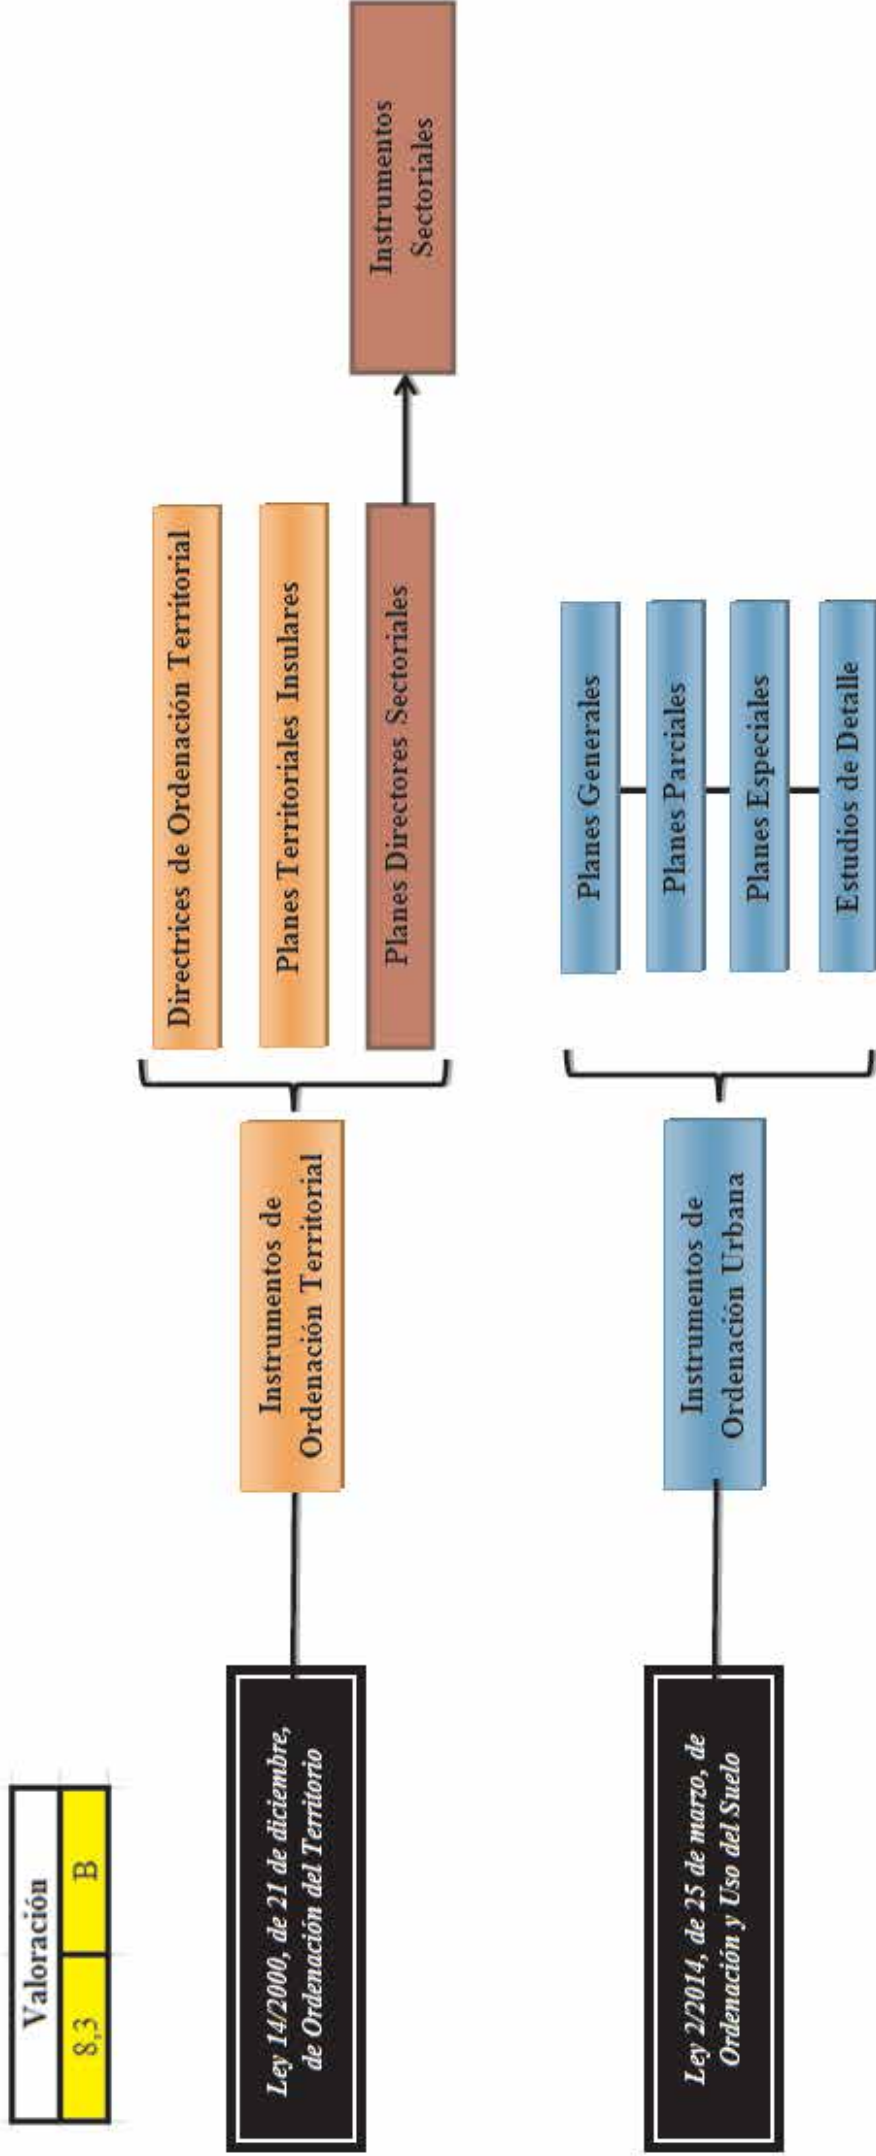 Valoración
8,3 B
Ley 14/2000, de 21 de diciembre,
de Ordenación del Territorio
Instrumentos de
Ordenación Territorial
Directrices de Ordenación Territorial
Planes Territoriales Insulares
Planes Directores Sectoriales
Instrumentos
Sectoriales
Ley 2/2014, de 25 de marzo, de
Ordenación y Uso del Suelo
Instrumentos de
Ordenación Urbana
Planes Generales
Planes Parciales
Planes Especiales
Estudios de Detalle